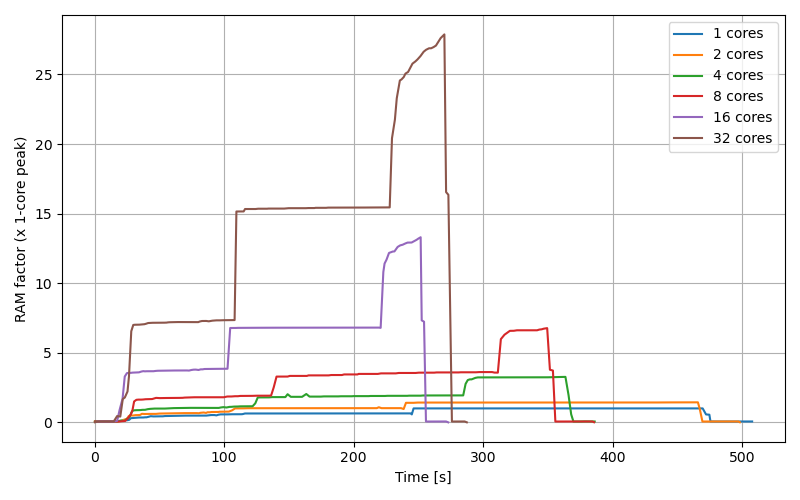 RAM factor (x 1-core peak)
25
20
15
10
5
0
0
100
200
300
400
500
Time [s]
1 cores
2 cores
4 cores
8 cores
16 cores
32 cores